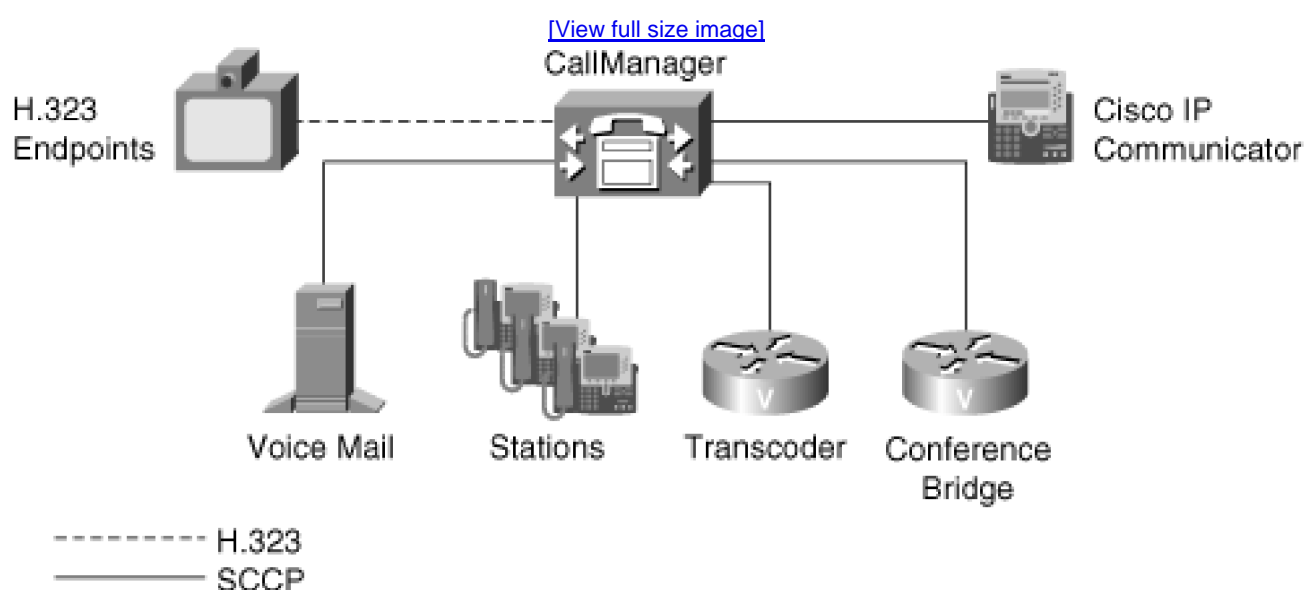 [View full size image]
CallManager
H.323
Endpoints
Cisco IP
Communicator
Voice Mail
Stations
Transcoder
V
Conference
Bridge
V
H.323
SCCP